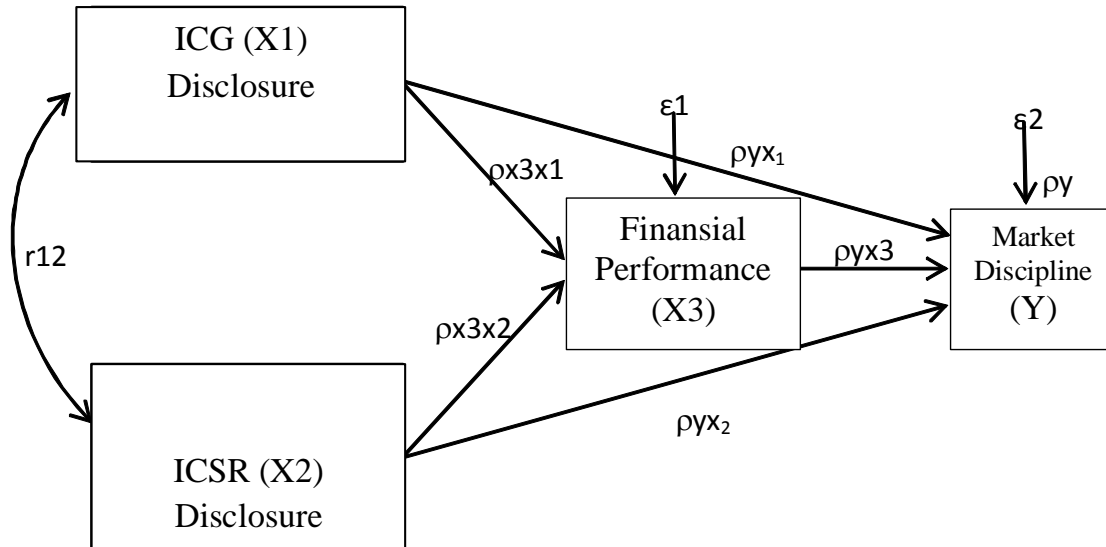 ICG (X1)
Disclosure
ε1
ε2
ρyx₁
ρx3x1
ρy
Finansial
Performance
(X3)
ρyx3
Market
Discipline
(Y)
r12
ρx3x2
ρyx₂
ICSR (X2)
Disclosure